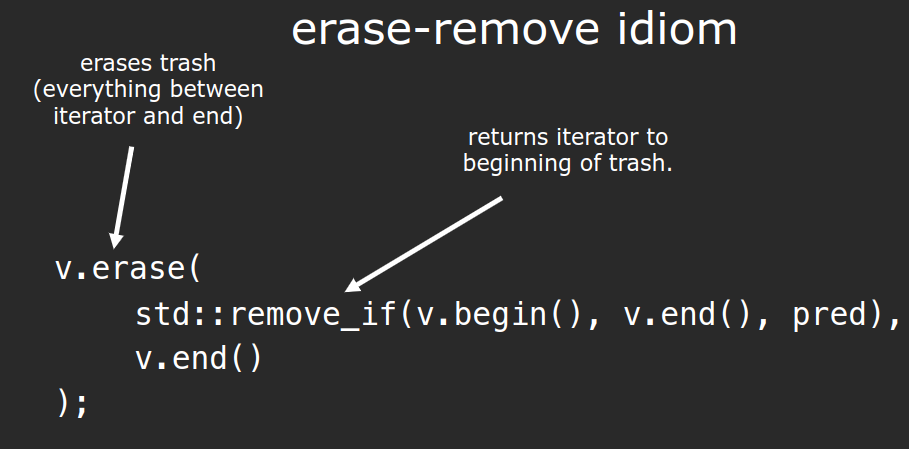 erase-remove idiom
erases trash
(everything between
iterator and end)
returns iterator to
beginning of trash.
v.erase(
std::remove_if(v.begin(), v.end(), pred),
v.end()
);